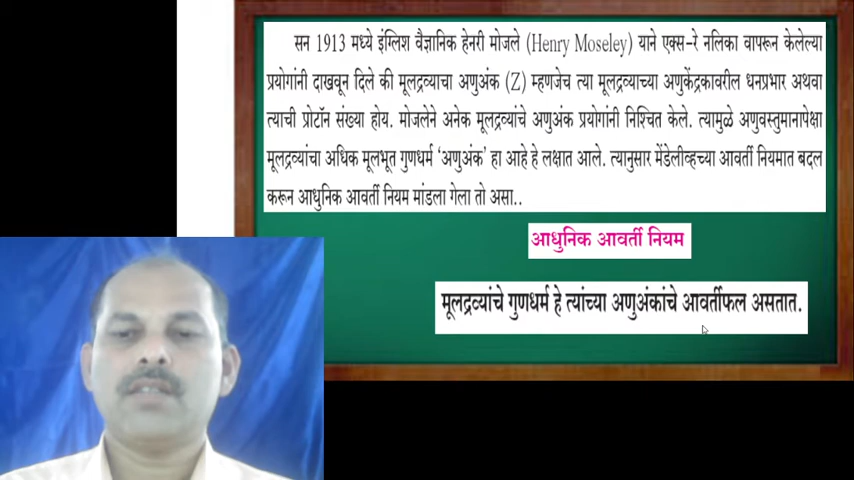 सन 1913 मध्ये इंग्लिश वैज्ञानिक हेनरी मोजले (Henry Moseley) याने एक्स-रे नलिका वापरून केलेल्या
प्रयोगांनी दाखवून दिले की मूलद्रव्याचा अणुअंक (Z) म्हणजेच त्या मूलद्रव्याच्या अणुकेंद्रकावरील धनप्रभार अथवा
त्याची प्रोटॉन संख्या होय. मोजलेने अनेक मूलद्रव्यांचे अणुअंक प्रयोगांनी निश्चित केले. त्यामुळे अणुवस्तुमानापेक्षा
मूलद्रव्यांचा अधिक मूलभूत गुणधर्म ‘अणुअंक’ हा आहे हे लक्षात आले. त्यानुसार मेंडेलीव्हच्या आवर्ती नियमात बदल
करून आधुनिक आवर्ती नियम मांडला गेला तो असा..
आधुनिक आवर्ती नियम
मूलद्रव्यांचे गुणधर्म हे त्यांच्या अणुअंकांचे आवर्तीफल असतात.